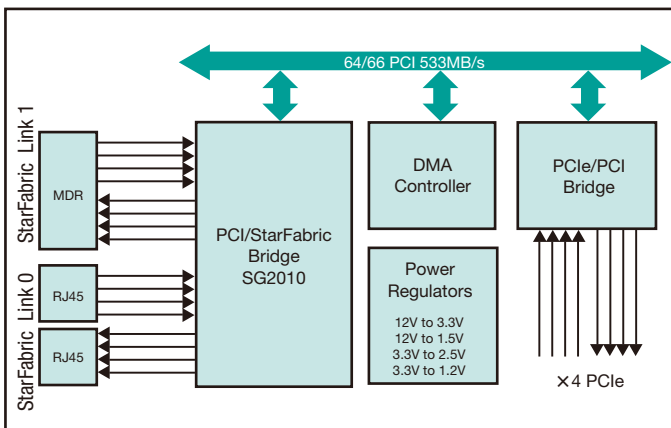 64/66 PCI 533MB/s
StarFabric Link 1
MDR
PCI/StarFabric
Bridge
SG2010
DMA
Controller
PCIe/PCI
Bridge
StarFabric Link 0
RJ45
RJ45
Power
Regulators
12V to 3.3V
12V to 1.5V
3.3V to 2.5V
3.3V to 1.2V
×4 PCIe